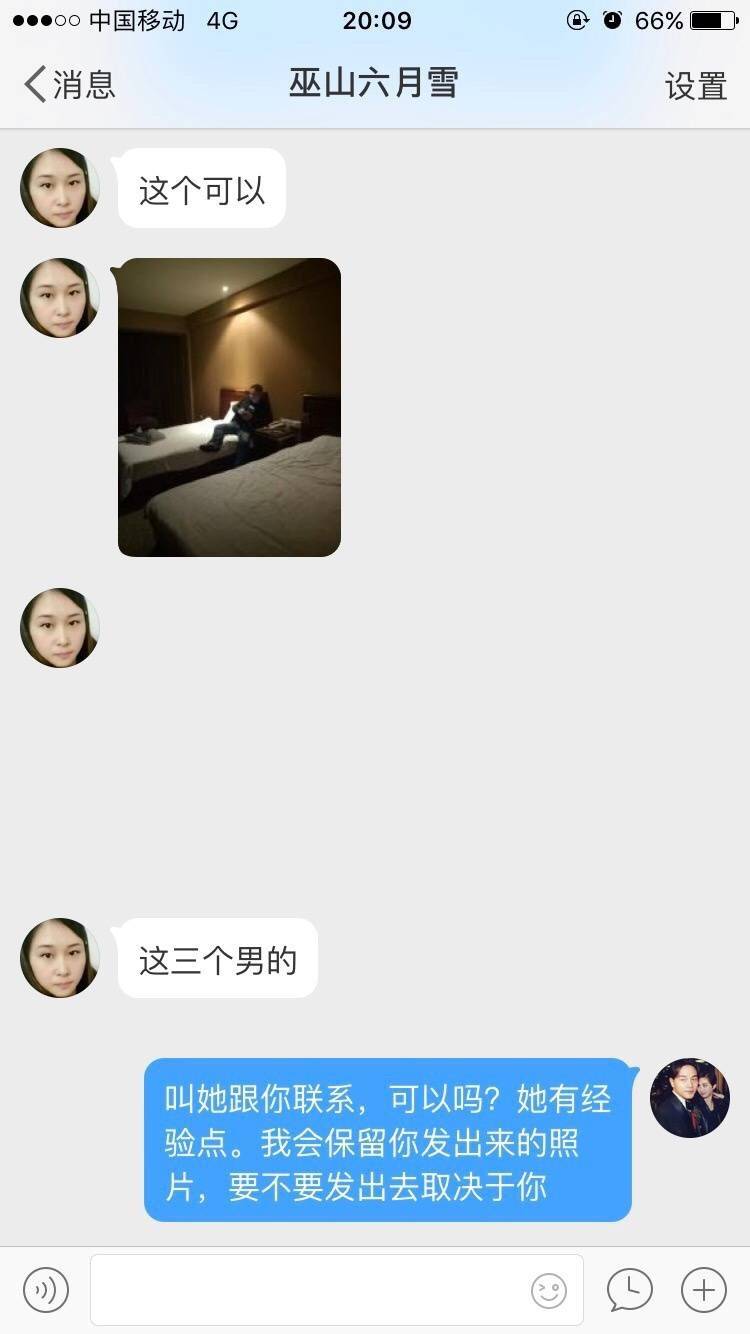 中国移动 4G 20:09 66%
消息 巫山六月雪 设置
这个可以
这三个男的
叫她跟你联系，可以吗？她有经
验点。我会保留你发出来的照
片，要不要发出去取决于你